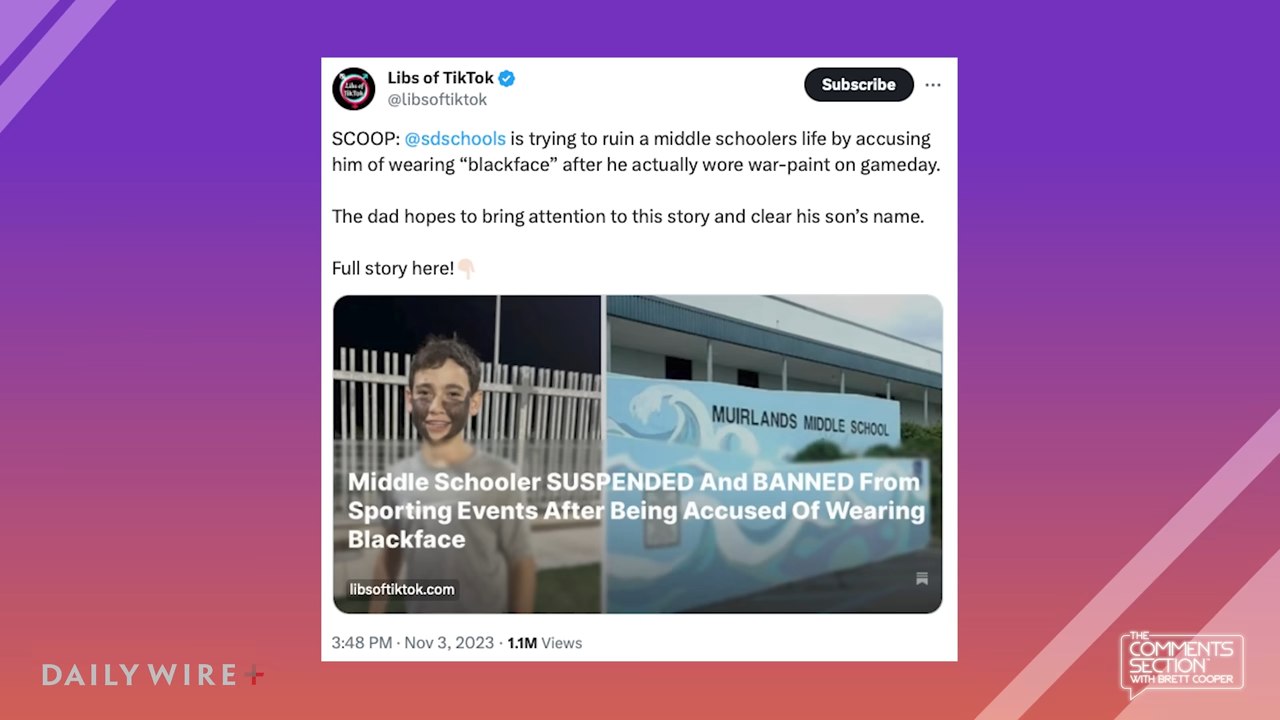 Libs of TikTok
@libsoftiktok
Subscribe
SCOOP: @sdschools is trying to ruin a middle schoolers life by accusing
him of wearing “blackface” after he actually wore war-paint on gameday.
The dad hopes to bring attention to this story and clear his son’s name.
Full story here!👇🏻
MUIRLANDS MIDDLE SCHOOL
Middle Schooler SUSPENDED And BANNED From
Sporting Events After Being Accused Of Wearing
Blackface
libsoftiktok.com
3:48 PM · Nov 3, 2023 · 1.1M Views
DAILYWIRE+
THE
COMMENTS
SECTION™
WITH BRETT COOPER